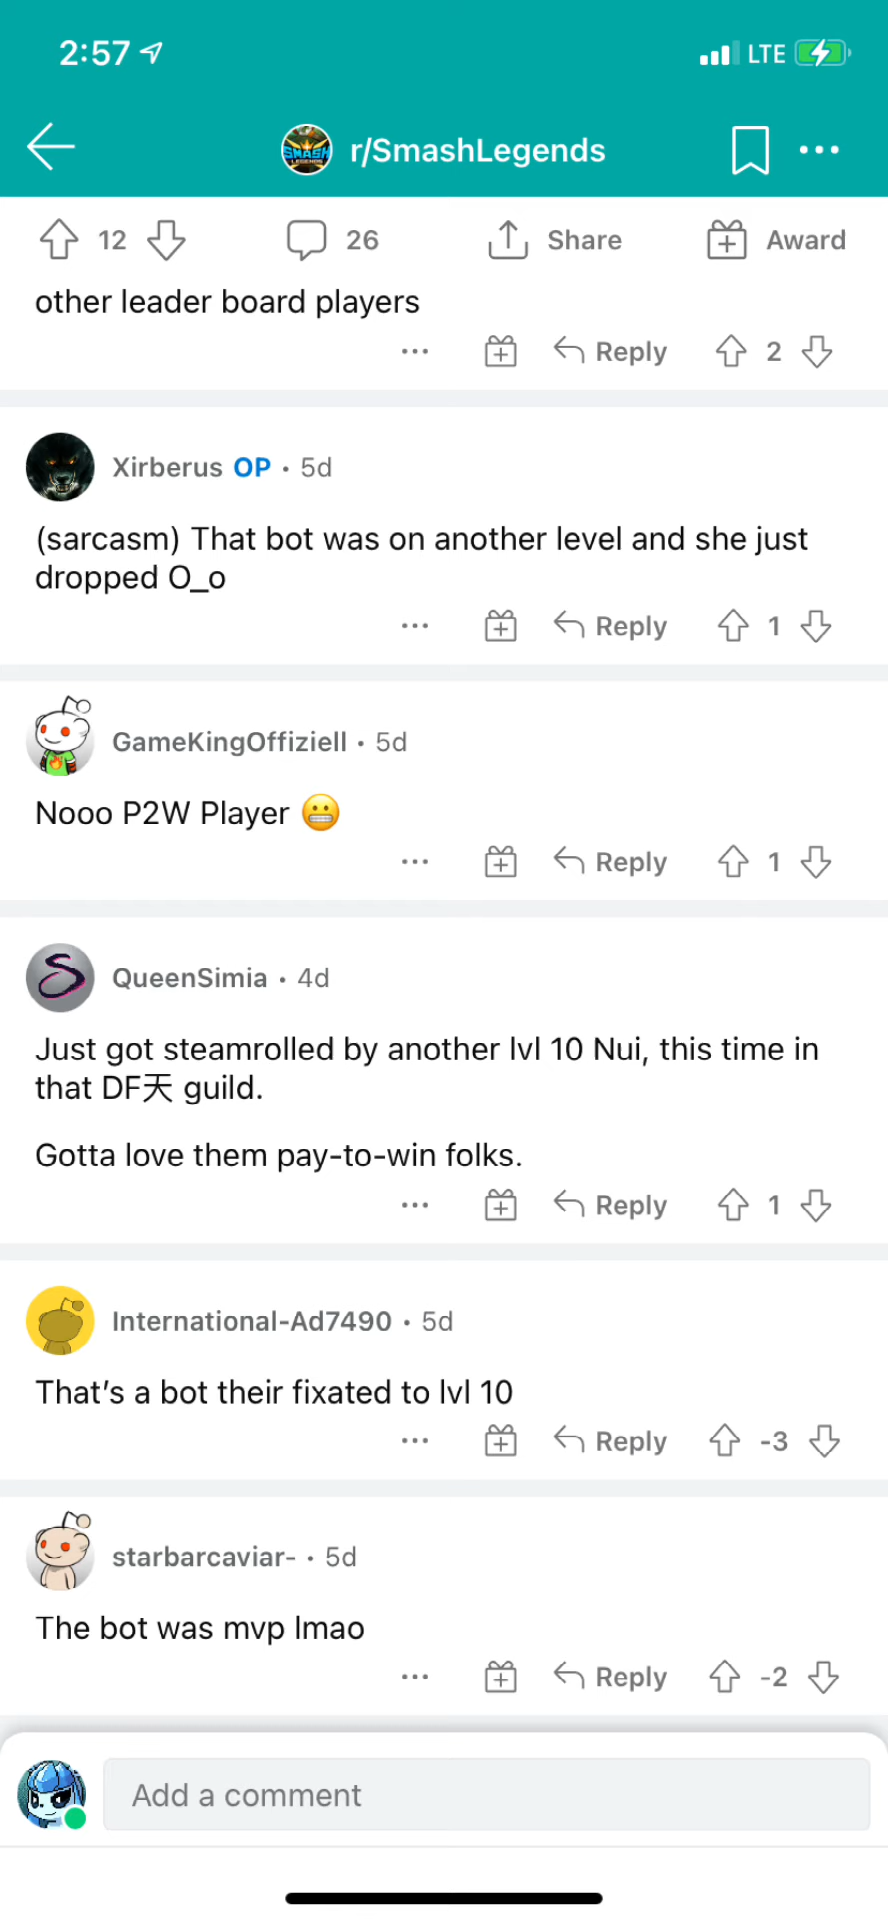 2:57 LTE
r/SmashLegends
12 26 Share Award
other leader board players
Reply 2
Xirberus OP • 5d
(sarcasm) That bot was on another level and she just
dropped O_o
Reply 1
GameKingOffiziell • 5d
Nooo P2W Player 😬
Reply 1
QueenSimia • 4d
Just got steamrolled by another lvl 10 Nui, this time in
that DF天 guild.
Gotta love them pay-to-win folks.
Reply 1
International-Ad7490 • 5d
That's a bot their fixated to lvl 10
Reply -3
starbarcaviar- • 5d
The bot was mvp lmao
Reply -2
Add a comment